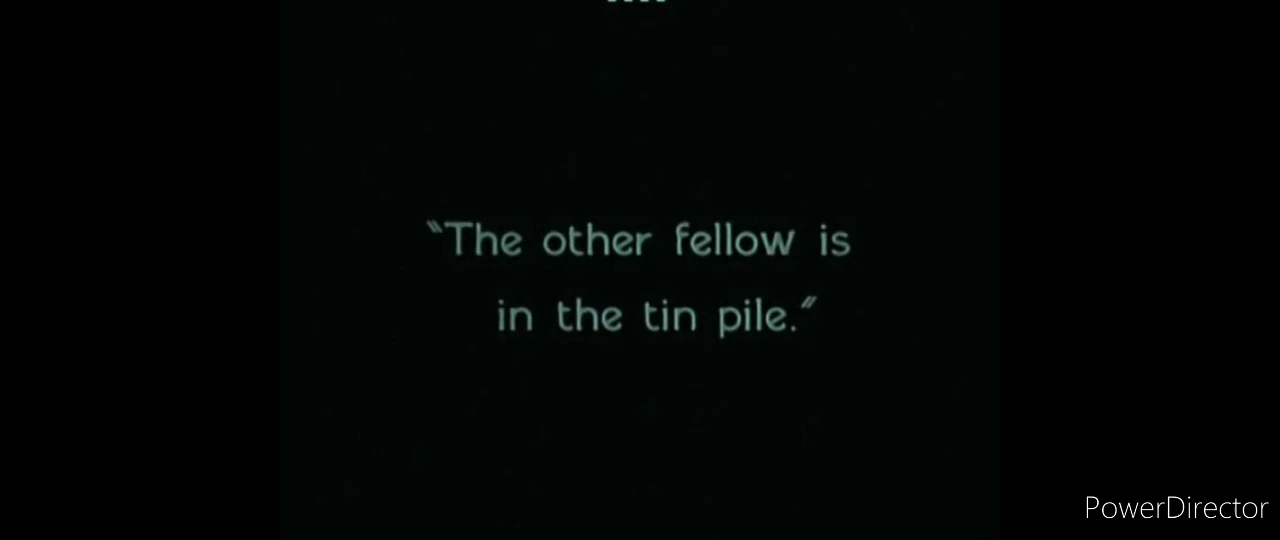 "The other fellow is
in the tin pile."
PowerDirector